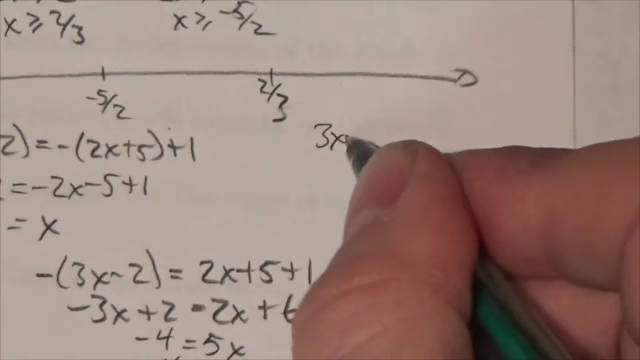 x ≥ 2/3 x ≥ -5/2
-5/2 2/3
2) = -(2x+5)+1
= -2x-5+1
= x
3x
-(3x-2) = 2x+5+1
-3x+2 = 2x+6
-4 = 5x